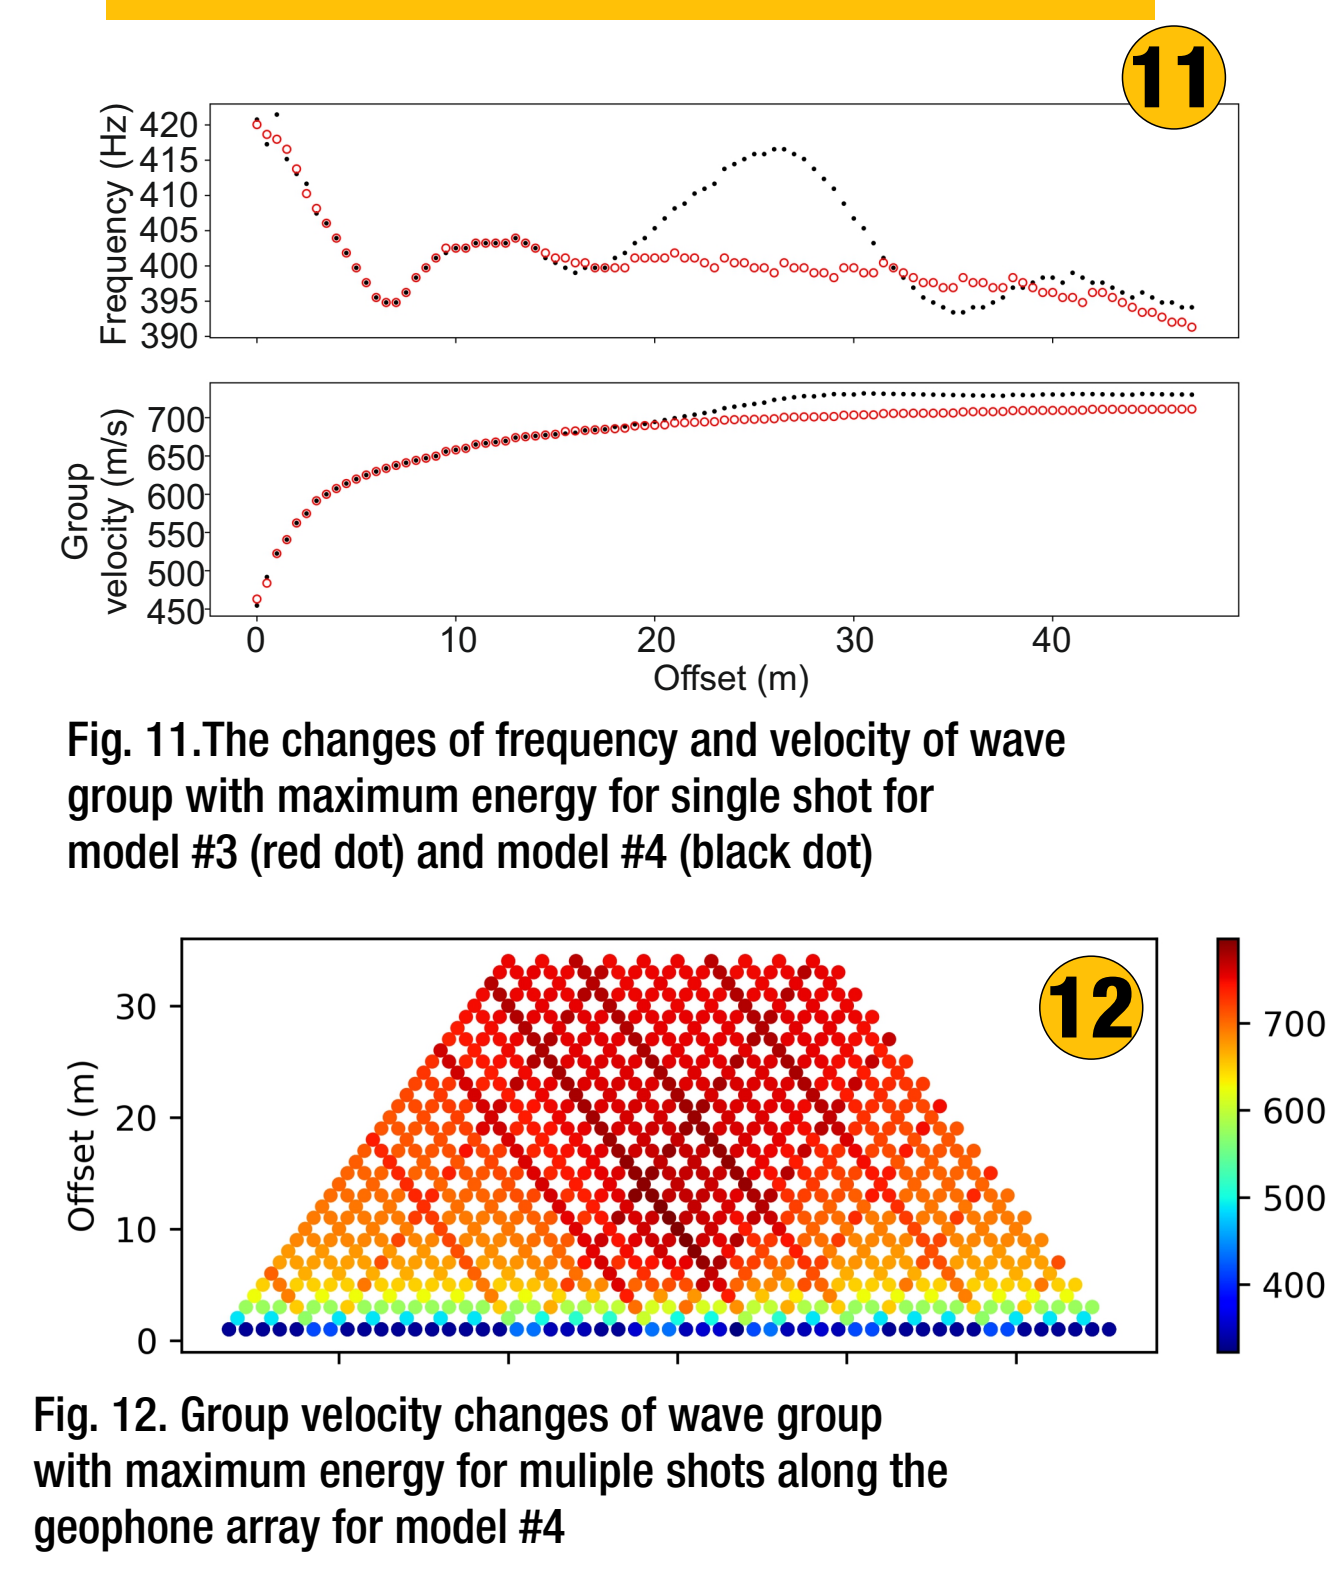 11
Frequency (Hz)
420
415
410
405
400
395
390
Group
velocity (m/s)
700
650
600
550
500
450
0 10 20 30 40
Offset (m)
Fig. 11.The changes of frequency and velocity of wave
group with maximum energy for single shot for
model #3 (red dot) and model #4 (black dot)
12
Offset (m)
30
20
10
0
700
600
500
400
Fig. 12. Group velocity changes of wave group
with maximum energy for muliple shots along the
geophone array for model #4